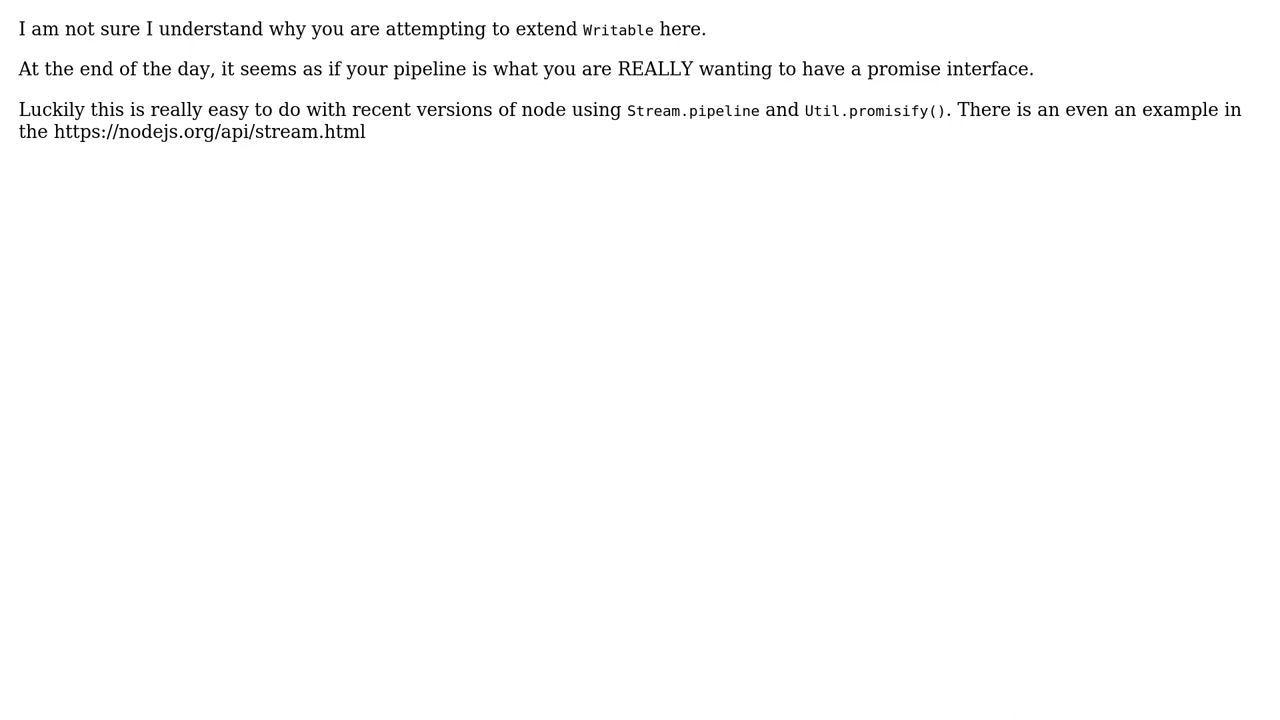 I am not sure I understand why you are attempting to extend Writable here.
At the end of the day, it seems as if your pipeline is what you are REALLY wanting to have a promise interface.
Luckily this is really easy to do with recent versions of node using Stream.pipeline and Util.promisify(). There is an even an example in
the https://nodejs.org/api/stream.html